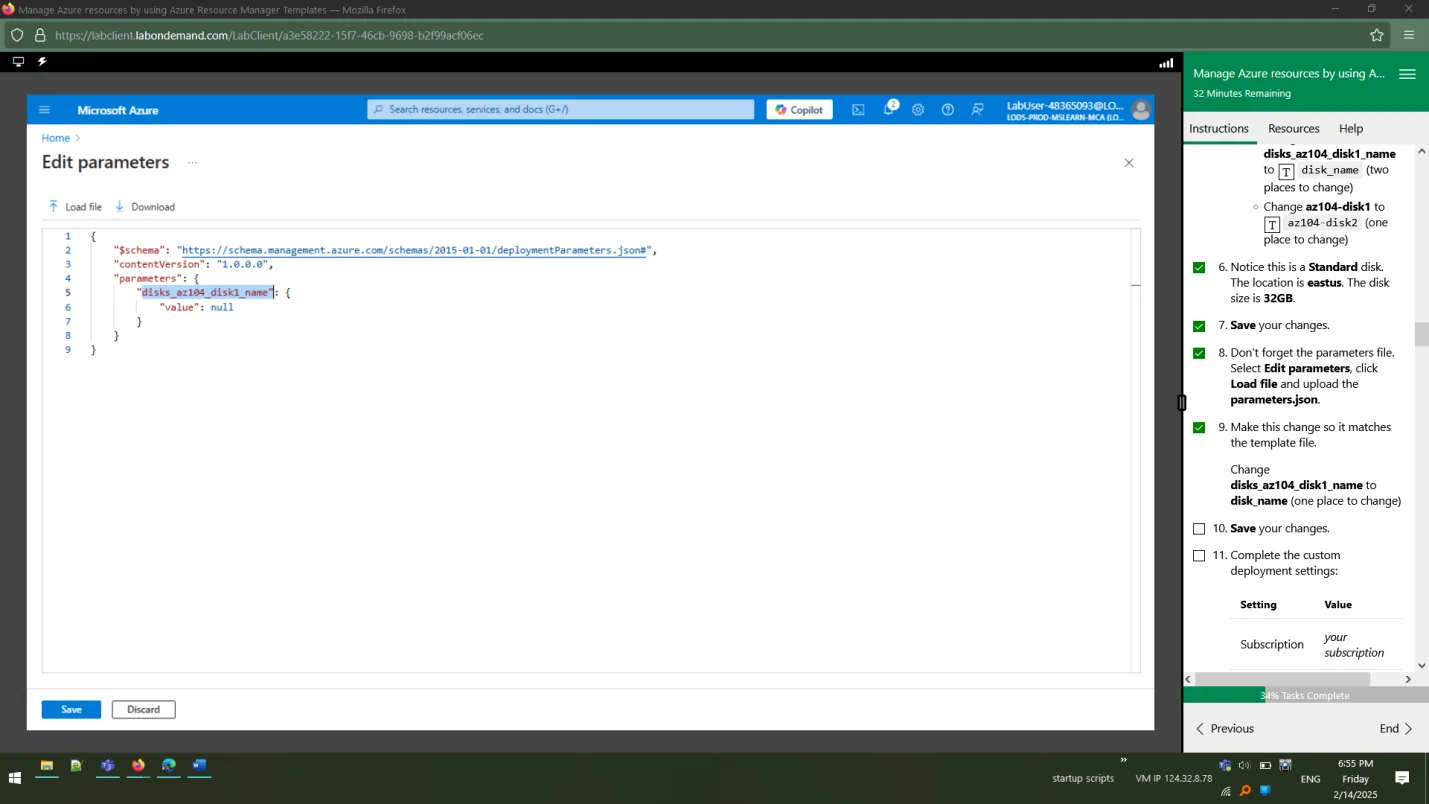 Manage Azure resources by using Azure Resource Manager Templates — Mozilla Firefox
https://labclient.labondemand.com/LabClient/a3e58222-15f7-46cb-9698-b2f99acf06ec
Microsoft Azure
Search resources, services, and docs (G+/)
Copilot
2
LabUser-48365093@LO...
LODS-PROD-MSLEARN-MCA (LO...
Home >
Edit parameters ...
Load file
Download
1 {
2 "$schema": "https://schema.management.azure.com/schemas/2015-01-01/deploymentParameters.json#",
3 "contentVersion": "1.0.0.0",
4 "parameters": {
5 "disks_az104_disk1_name": {
6 "value": null
7 }
8 }
9 }
Save
Discard
Manage Azure resources by using A...
32 Minutes Remaining
Instructions
Resources
Help
disks_az104_disk1_name
to T disk_name (two
places to change)
Change az104-disk1 to
T az104-disk2 (one
place to change)
6. Notice this is a Standard disk.
The location is eastus. The disk
size is 32GB.
7. Save your changes.
8. Don't forget the parameters file.
Select Edit parameters, click
Load file and upload the
parameters.json.
9. Make this change so it matches
the template file.
Change
disks_az104_disk1_name to
disk_name (one place to change)
10. Save your changes.
11. Complete the custom
deployment settings:
Setting Value
Subscription your
subscription
34% Tasks Complete
Previous
End
startup scripts
VM IP 124.32.8.78
ENG
6:55 PM
Friday
2/14/2025